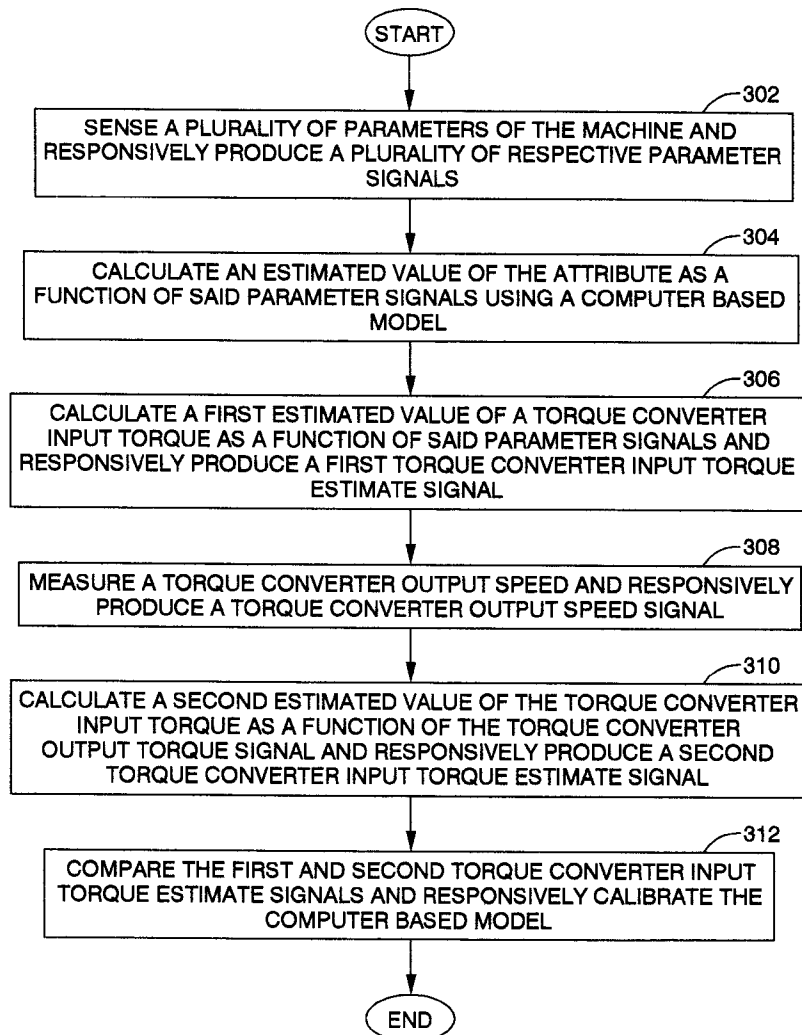 START
302
SENSE A PLURALITY OF PARAMETERS OF THE MACHINE AND
RESPONSIVELY PRODUCE A PLURALITY OF RESPECTIVE PARAMETER
SIGNALS
304
CALCULATE AN ESTIMATED VALUE OF THE ATTRIBUTE AS A
FUNCTION OF SAID PARAMETER SIGNALS USING A COMPUTER BASED
MODEL
306
CALCULATE A FIRST ESTIMATED VALUE OF A TORQUE CONVERTER
INPUT TORQUE AS A FUNCTION OF SAID PARAMETER SIGNALS AND
RESPONSIVELY PRODUCE A FIRST TORQUE CONVERTER INPUT TORQUE
ESTIMATE SIGNAL
308
MEASURE A TORQUE CONVERTER OUTPUT SPEED AND RESPONSIVELY
PRODUCE A TORQUE CONVERTER OUTPUT SPEED SIGNAL
310
CALCULATE A SECOND ESTIMATED VALUE OF THE TORQUE CONVERTER
INPUT TORQUE AS A FUNCTION OF THE TORQUE CONVERTER
OUTPUT TORQUE SIGNAL AND RESPONSIVELY PRODUCE A SECOND
TORQUE CONVERTER INPUT TORQUE ESTIMATE SIGNAL
312
COMPARE THE FIRST AND SECOND TORQUE CONVERTER INPUT
TORQUE ESTIMATE SIGNALS AND RESPONSIVELY CALIBRATE THE
COMPUTER BASED MODEL
END